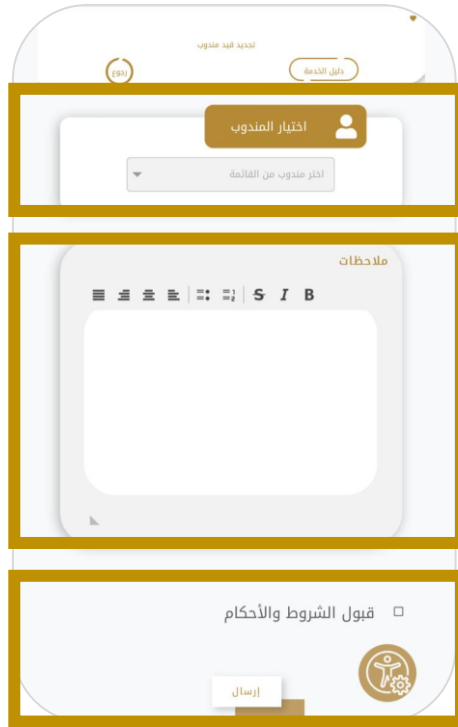 تجديد قيد مندوب
دليل الخدمة
رجوع
اختيار المندوب
اختر مندوب من القائمة
ملاحظات
B I S
قبول الشروط والأحكام
إرسال